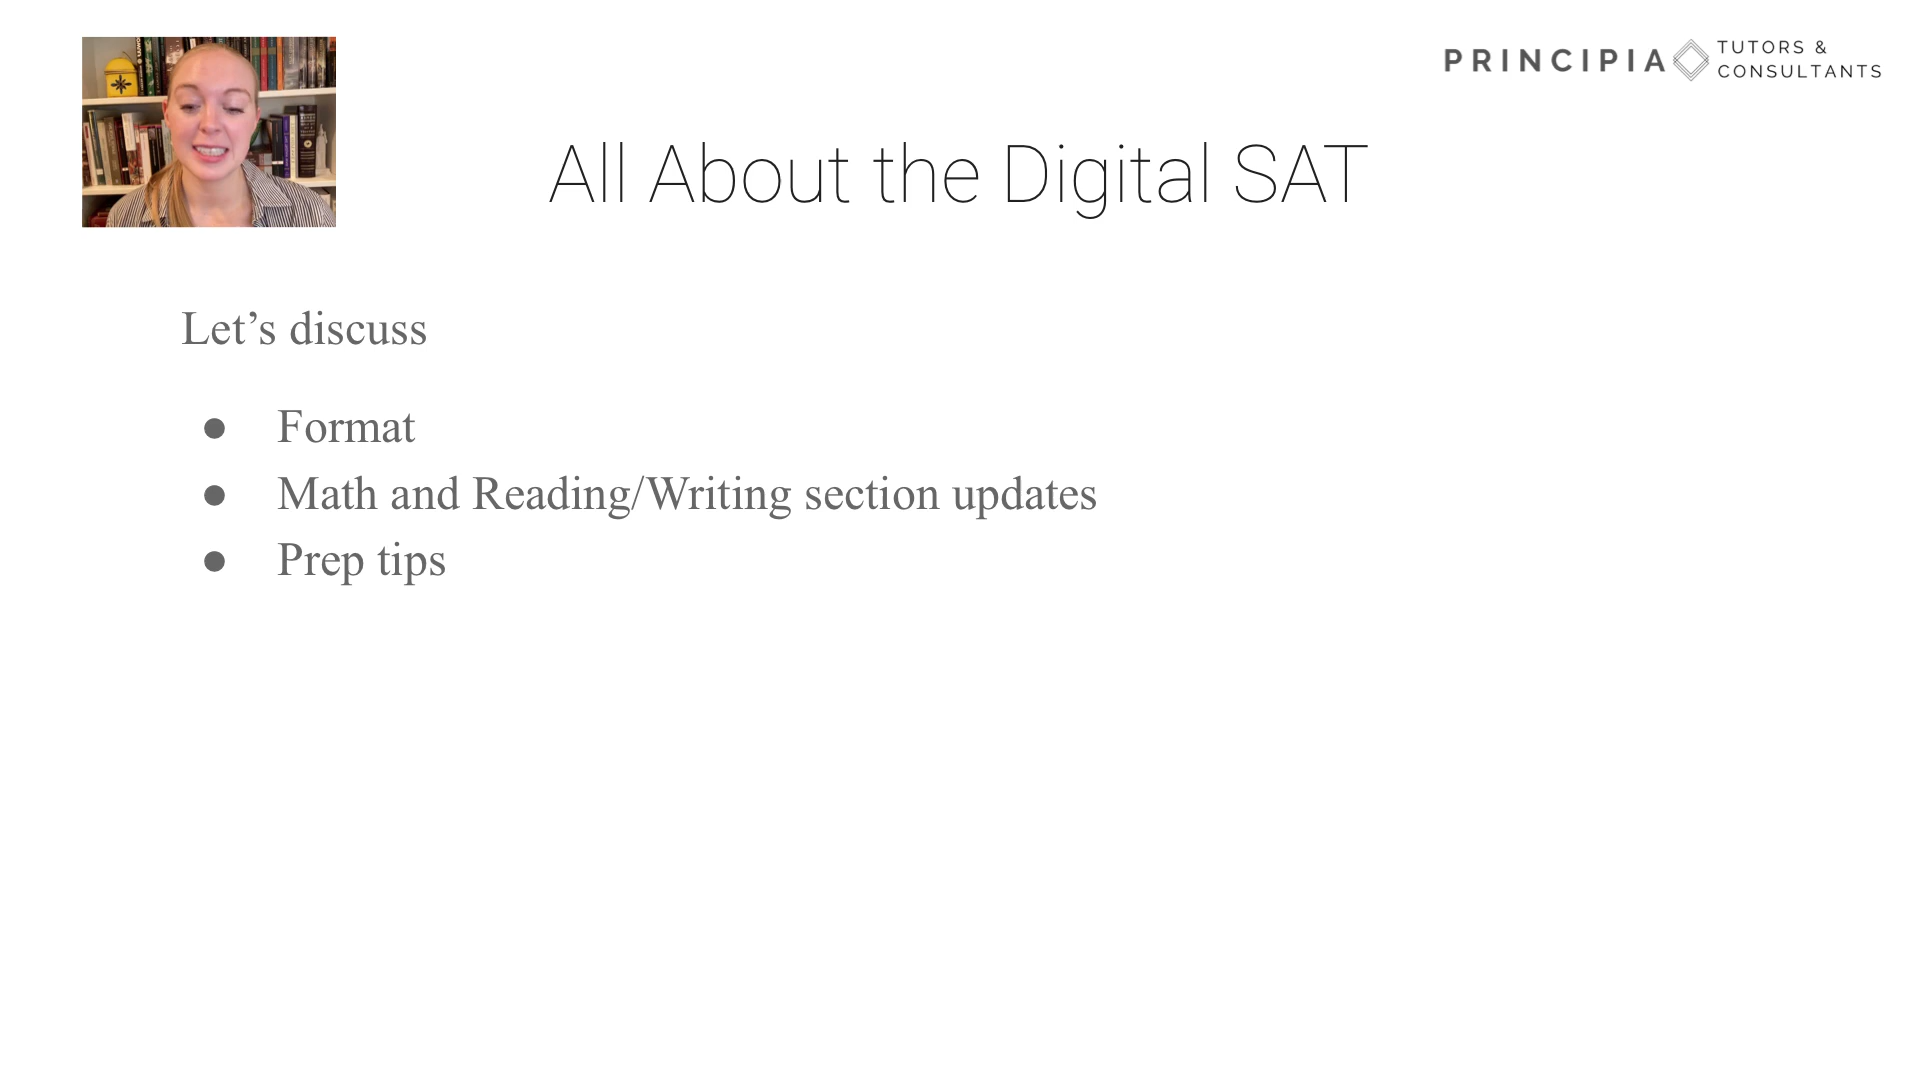 PRINCIPIA TUTORS & CONSULTANTS
All About the Digital SAT
Let’s discuss
● Format
● Math and Reading/Writing section updates
● Prep tips